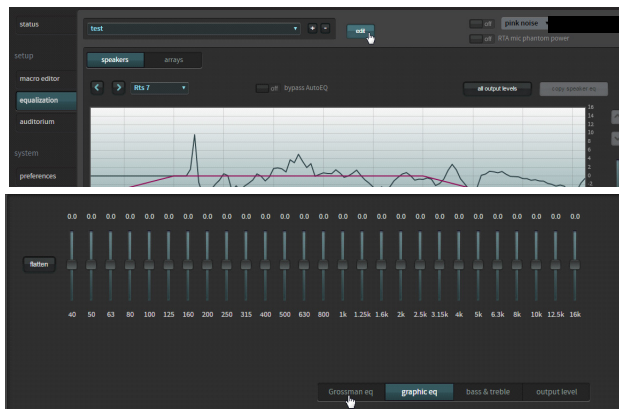 status
test
+ -
edit
off pink noise
off RTA mic phantom power
setup
speakers arrays
macro editor
Rts 7
off bypass AutoEQ
all output levels
copy speaker eq
equalization
auditorium
system
preferences
16
14
12
10
8
6
4
2
0
-2
0.0 0.0 0.0 0.0 0.0 0.0 0.0 0.0 0.0 0.0 0.0 0.0 0.0 0.0 0.0 0.0 0.0 0.0 0.0 0.0 0.0 0.0 0.0 0.0 0.0 0.0 0.0
flatten
40 50 63 80 100 125 160 200 250 315 400 500 630 800 1k 1.25k 1.6k 2k 2.5k 3.15k 4k 5k 6.3k 8k 10k 12.5k 16k
Grossman eq graphic eq bass & treble output level